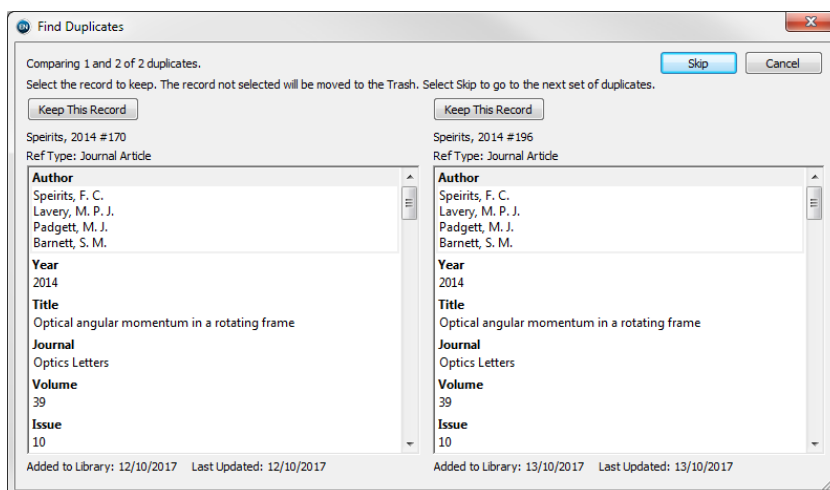 EN Find Duplicates
Comparing 1 and 2 of 2 duplicates.
Skip
Cancel
Select the record to keep. The record not selected will be moved to the Trash. Select Skip to go to the next set of duplicates.
Keep This Record
Speirits, 2014 #170
Ref Type: Journal Article
Author
Speirits, F. C.
Lavery, M. P. J.
Padgett, M. J.
Barnett, S. M.
Year
2014
Title
Optical angular momentum in a rotating frame
Journal
Optics Letters
Volume
39
Issue
10
Added to Library: 12/10/2017 Last Updated: 12/10/2017
Keep This Record
Speirits, 2014 #196
Ref Type: Journal Article
Author
Speirits, F. C.
Lavery, M. P. J.
Padgett, M. J.
Barnett, S. M.
Year
2014
Title
Optical angular momentum in a rotating frame
Journal
Optics Letters
Volume
39
Issue
10
Added to Library: 13/10/2017 Last Updated: 13/10/2017